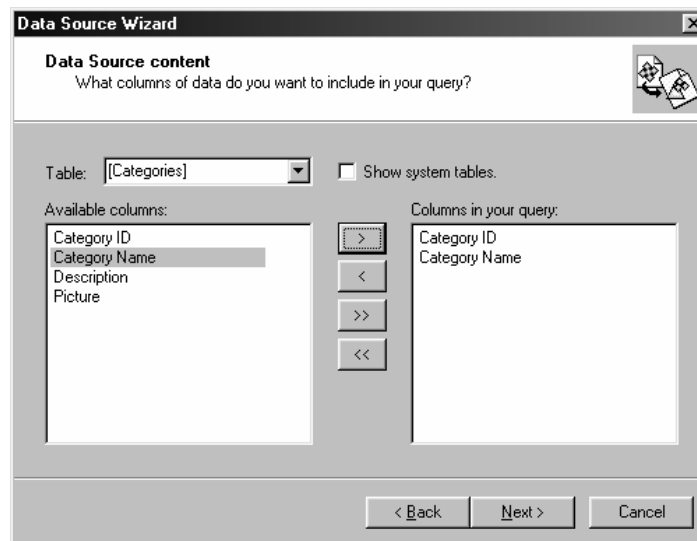 Data Source Wizard
Data Source content
What columns of data do you want to include in your query?
Table: [Categories]
Show system tables.
Available columns:
Category ID
Category Name
Description
Picture
>
<
>>
<<
Columns in your query:
Category ID
Category Name
< Back
Next >
Cancel